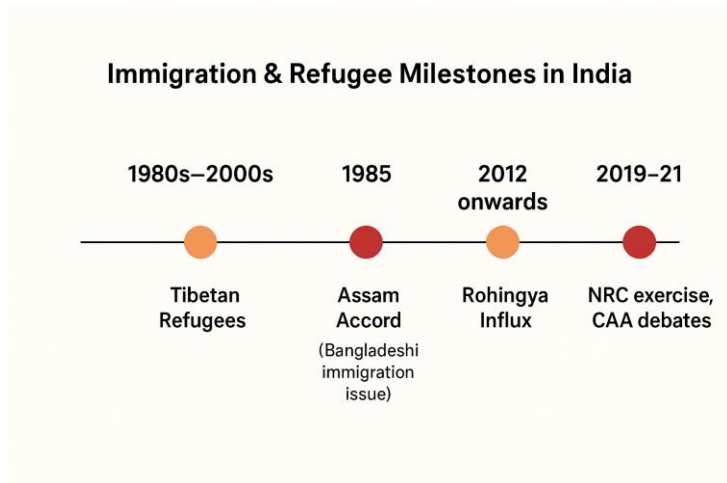 Immigration & Refugee Milestones in India
1980s–2000s
Tibetan
Refugees
1985
Assam
Accord
(Bangladeshi
immigration
issue)
2012
onwards
Rohingya
Influx
2019–21
NRC exercise,
CAA debates